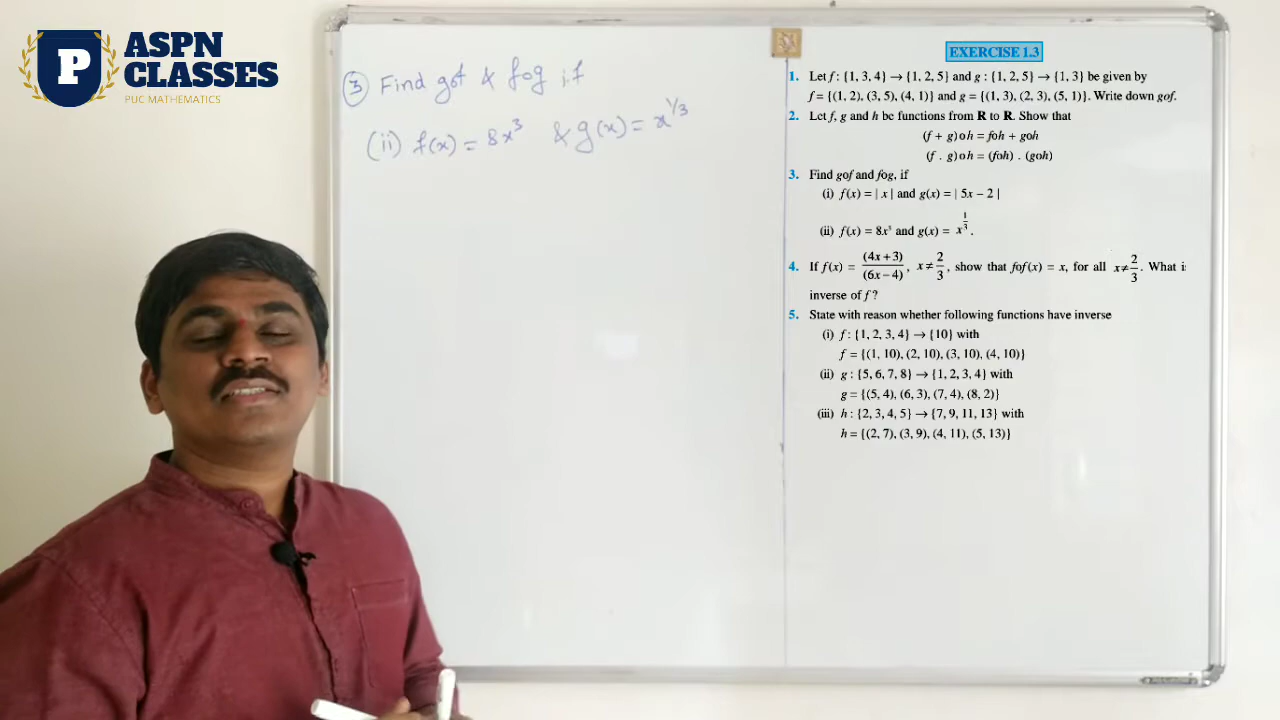 P
ASPN
CLASSES
PUC MATHEMATICS
③ Find gof & fog if
(ii) f(x) = 8x³ & g(x) = x^1/3
EXERCISE 1.3
1. Let f : {1, 3, 4} → {1, 2, 5} and g : {1, 2, 5} → {1, 3} be given by
f = {(1, 2), (3, 5), (4, 1)} and g = {(1, 3), (2, 3), (5, 1)}. Write down gof.
2. Let f, g and h be functions from R to R. Show that
(f + g) o h = foh + goh
(f . g) o h = (foh) . (goh)
3. Find gof and fog, if
(i) f(x) = | x | and g(x) = | 5x – 2 |
(ii) f(x) = 8x³ and g(x) = x^1/3.
4. If f(x) = (4x + 3)/(6x – 4), x ≠ 2/3, show that fof(x) = x, for all x ≠ 2/3. What i
inverse of f ?
5. State with reason whether following functions have inverse
(i) f : {1, 2, 3, 4} → {10} with
f = {(1, 10), (2, 10), (3, 10), (4, 10)}
(ii) g : {5, 6, 7, 8} → {1, 2, 3, 4} with
g = {(5, 4), (6, 3), (7, 4), (8, 2)}
(iii) h : {2, 3, 4, 5} → {7, 9, 11, 13} with
h = {(2, 7), (3, 9), (4, 11), (5, 13)}